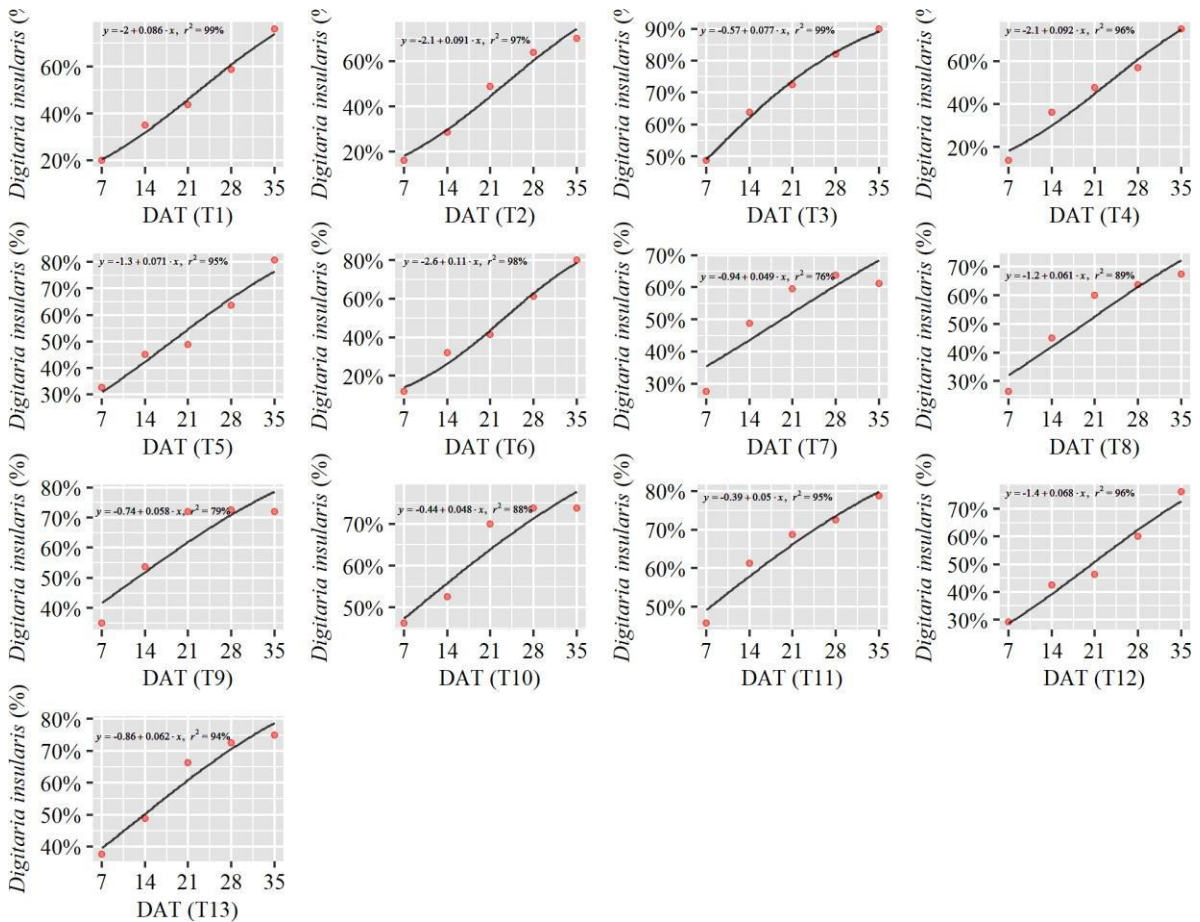 Digitaria insularis (%
y = -2 + 0.086 · x, r² = 99%
60%
40%
20%
7 14 21 28 35
DAT (T1)
Digitaria insularis (%
y = -2.1 + 0.091 · x, r² = 97%
60%
40%
20%
7 14 21 28 35
DAT (T2)
Digitaria insularis (%
y = -0.57 + 0.077 · x, r² = 99%
90%
80%
70%
60%
50%
7 14 21 28 35
DAT (T3)
Digitaria insularis (%
y = -2.1 + 0.092 · x, r² = 96%
60%
40%
20%
7 14 21 28 35
DAT (T4)
Digitaria insularis (%)
y = -1.3 + 0.071 · x, r² = 95%
80%
70%
60%
50%
40%
30%
7 14 21 28 35
DAT (T5)
Digitaria insularis (%)
y = -2.6 + 0.11 · x, r² = 98%
80%
60%
40%
20%
7 14 21 28 35
DAT (T6)
Digitaria insularis (%)
70%
y = -0.94 + 0.049 · x, r² = 76%
60%
50%
40%
30%
7 14 21 28 35
DAT (T7)
Digitaria insularis (%)
y = -1.2 + 0.061 · x, r² = 89%
70%
60%
50%
40%
30%
7 14 21 28 35
DAT (T8)
Digitaria insularis (%)
80%
y = -0.74 + 0.058 · x, r² = 79%
70%
60%
50%
40%
7 14 21 28 35
DAT (T9)
Digitaria insularis (%)
y = -0.44 + 0.048 · x, r² = 88%
70%
60%
50%
7 14 21 28 35
DAT (T10)
Digitaria insularis (%)
y = -0.39 + 0.05 · x, r² = 95%
80%
70%
60%
50%
7 14 21 28 35
DAT (T11)
Digitaria insularis (%)
y = -1.4 + 0.068 · x, r² = 96%
70%
60%
50%
40%
30%
7 14 21 28 35
DAT (T12)
Digitaria insularis (%)
80%
y = -0.86 + 0.062 · x, r² = 94%
70%
60%
50%
40%
7 14 21 28 35
DAT (T13)